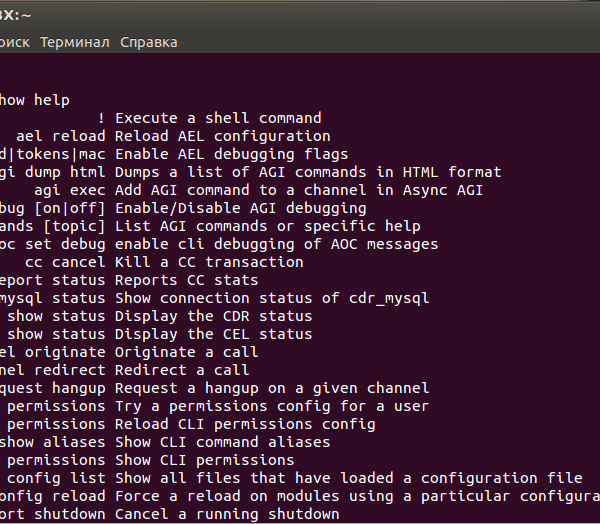 BX:~
оиск Терминал Справка
how help
! Execute a shell command
ael reload Reload AEL configuration
d|tokens|mac Enable AEL debugging flags
gi dump html Dumps a list of AGI commands in HTML format
agi exec Add AGI command to a channel in Async AGI
bug [on|off] Enable/Disable AGI debugging
ands [topic] List AGI commands or specific help
oc set debug enable cli debugging of AOC messages
cc cancel Kill a CC transaction
eport status Reports CC stats
mysql status Show connection status of cdr_mysql
show status Display the CDR status
show status Display the CEL status
el originate Originate a call
nel redirect Redirect a call
quest hangup Request a hangup on a given channel
permissions Try a permissions config for a user
permissions Reload CLI permissions config
show aliases Show CLI command aliases
permissions Show CLI permissions
config list Show all files that have loaded a configuration file
onfig reload Force a reload on modules using a particular configura
ort shutdown Cancel a running shutdown